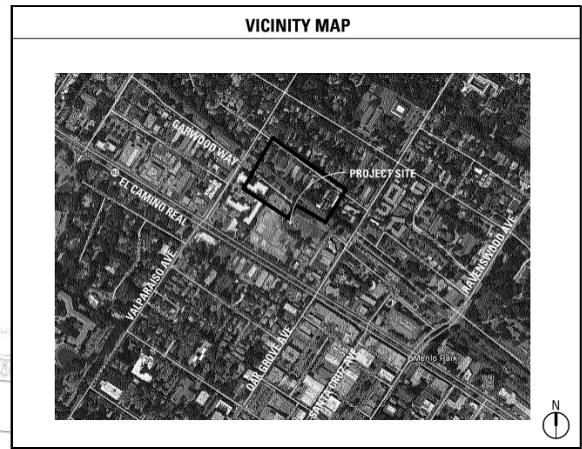 VICINITY MAP
GARWOOD WAY
PROJECT SITE
EL CAMINO REAL
RAVENSWOOD AVE
VALPARAISO AVE
OAK GROVE AVE
SANTA CRUZ AVE
Menlo Park
N